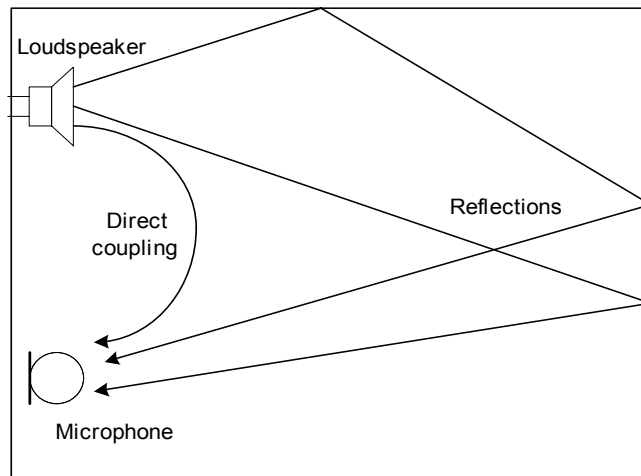 Loudspeaker
Direct
coupling
Reflections
Microphone